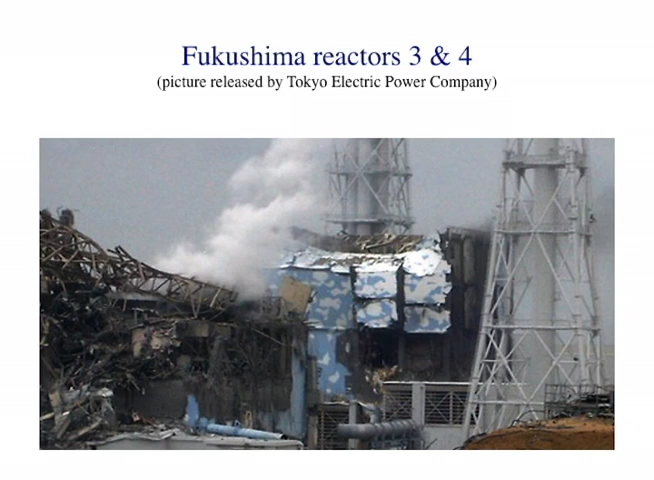 Fukushima reactors 3 & 4
(picture released by Tokyo Electric Power Company)